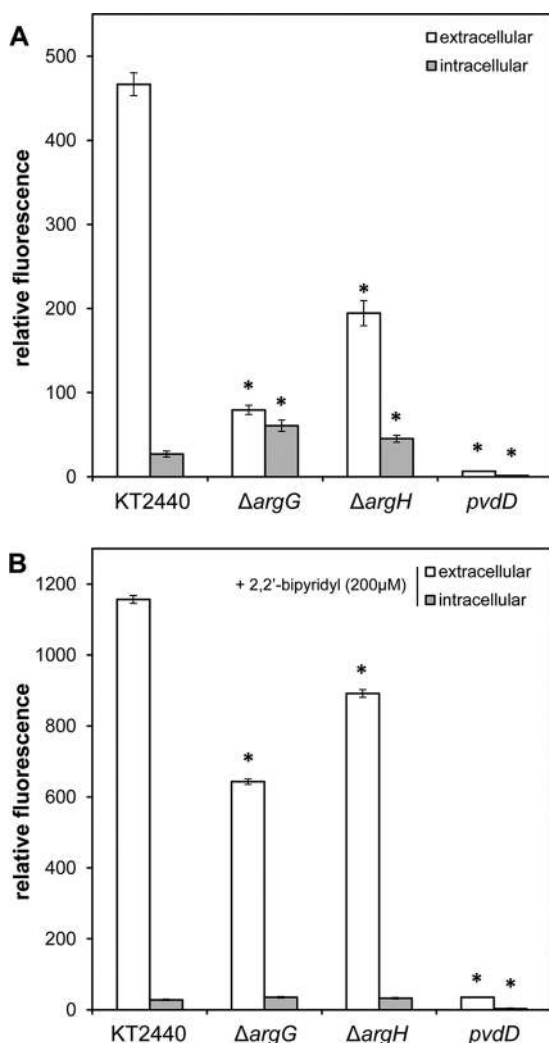 A
extracellular
intracellular
relative fluorescence
500
400
300
200
100
0
* * * * * *
KT2440 ΔargG ΔargH pvdD
B
+ 2,2'-bipyridyl (200µM)
extracellular
intracellular
relative fluorescence
1200
1000
800
600
400
200
0
* * * *
KT2440 ΔargG ΔargH pvdD